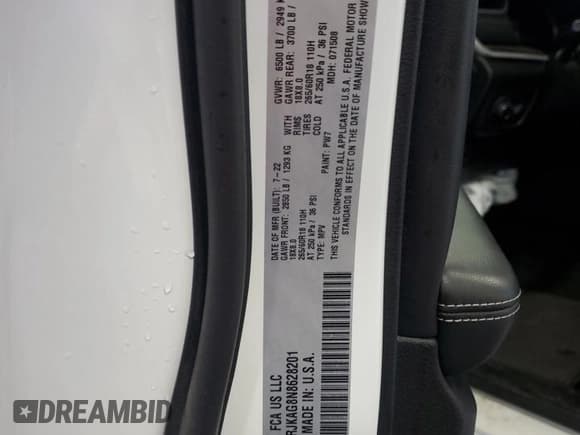 FCA US LLC
DATE OF MFR (BUILT): 7-22
GVWR: 6500 LB / 2949 K
GAWR FRONT: 2850 LB / 1293 KG
WITH
GAWR REAR: 3700 LB /
18X8.0
RIMS
18X8.0
265/60R18 110H
TIRES
265/60R18 110H
AT 250 kPa / 36 PSI
COLD
AT 250 kPa / 36 PSI
TYPE: MPV
PAINT: PW7
MDH: 071508
THIS VEHICLE CONFORMS TO ALL APPLICABLE U.S.A. FEDERAL MOTOR
STANDARDS IN EFFECT ON THE DATE OF MANUFACTURE SHOW
RJKAG8N8628201
MADE IN: U.S.A.
DREAMBID